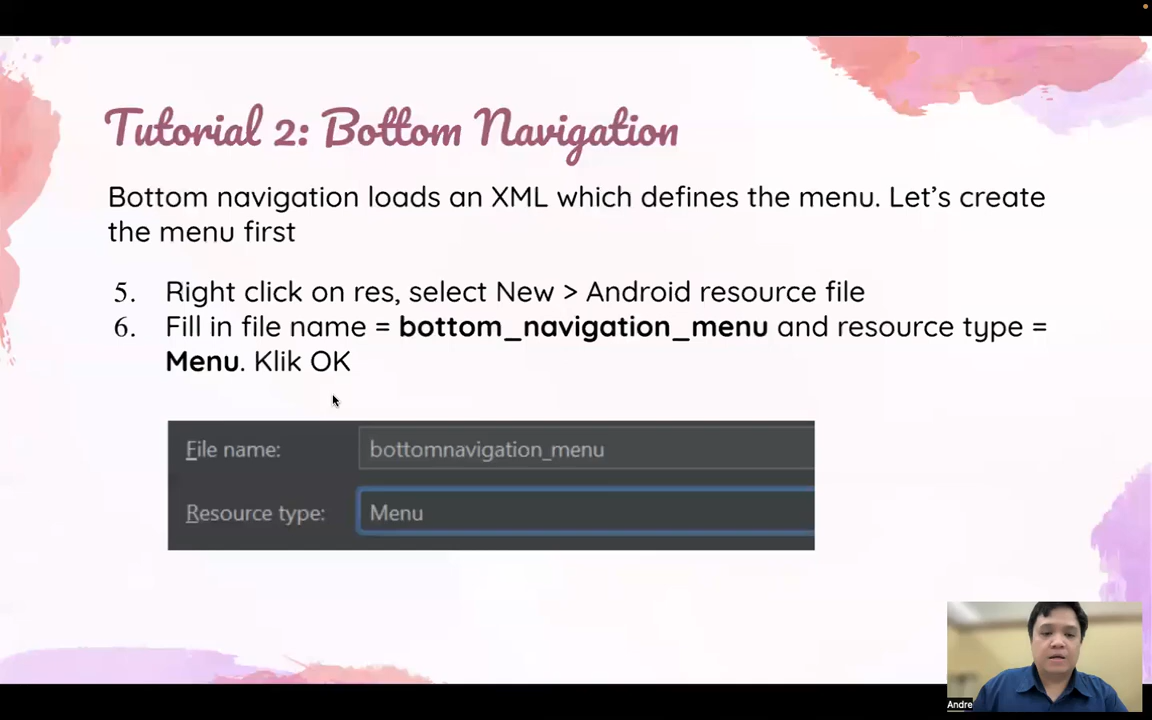 Tutorial 2: Bottom Navigation
Bottom navigation loads an XML which defines the menu. Let’s create
the menu first
5. Right click on res, select New > Android resource file
6. Fill in file name = bottom_navigation_menu and resource type =
Menu. Klik OK
File name: bottomnavigation_menu
Resource type: Menu
Andre